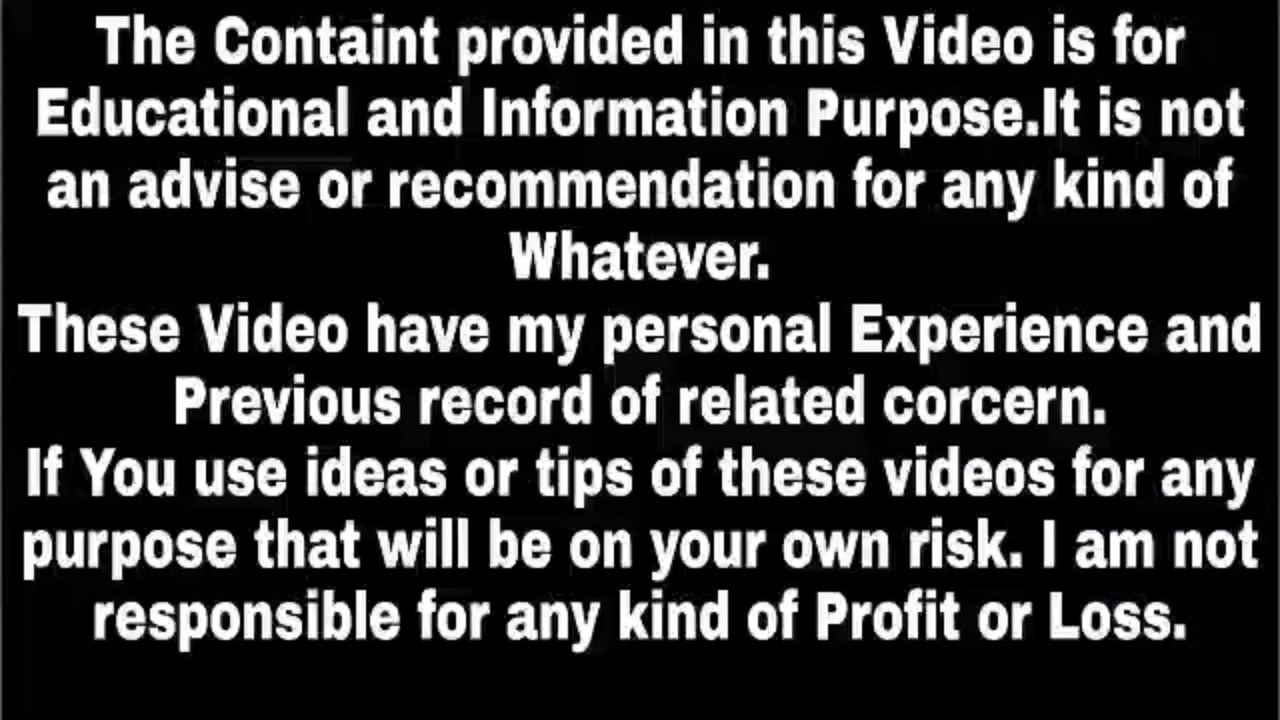 The Containt provided in this Video is for
Educational and Information Purpose.It is not
an advise or recommendation for any kind of
Whatever.
These Video have my personal Experience and
Previous record of related corcern.
If You use ideas or tips of these videos for any
purpose that will be on your own risk. I am not
responsible for any kind of Profit or Loss.